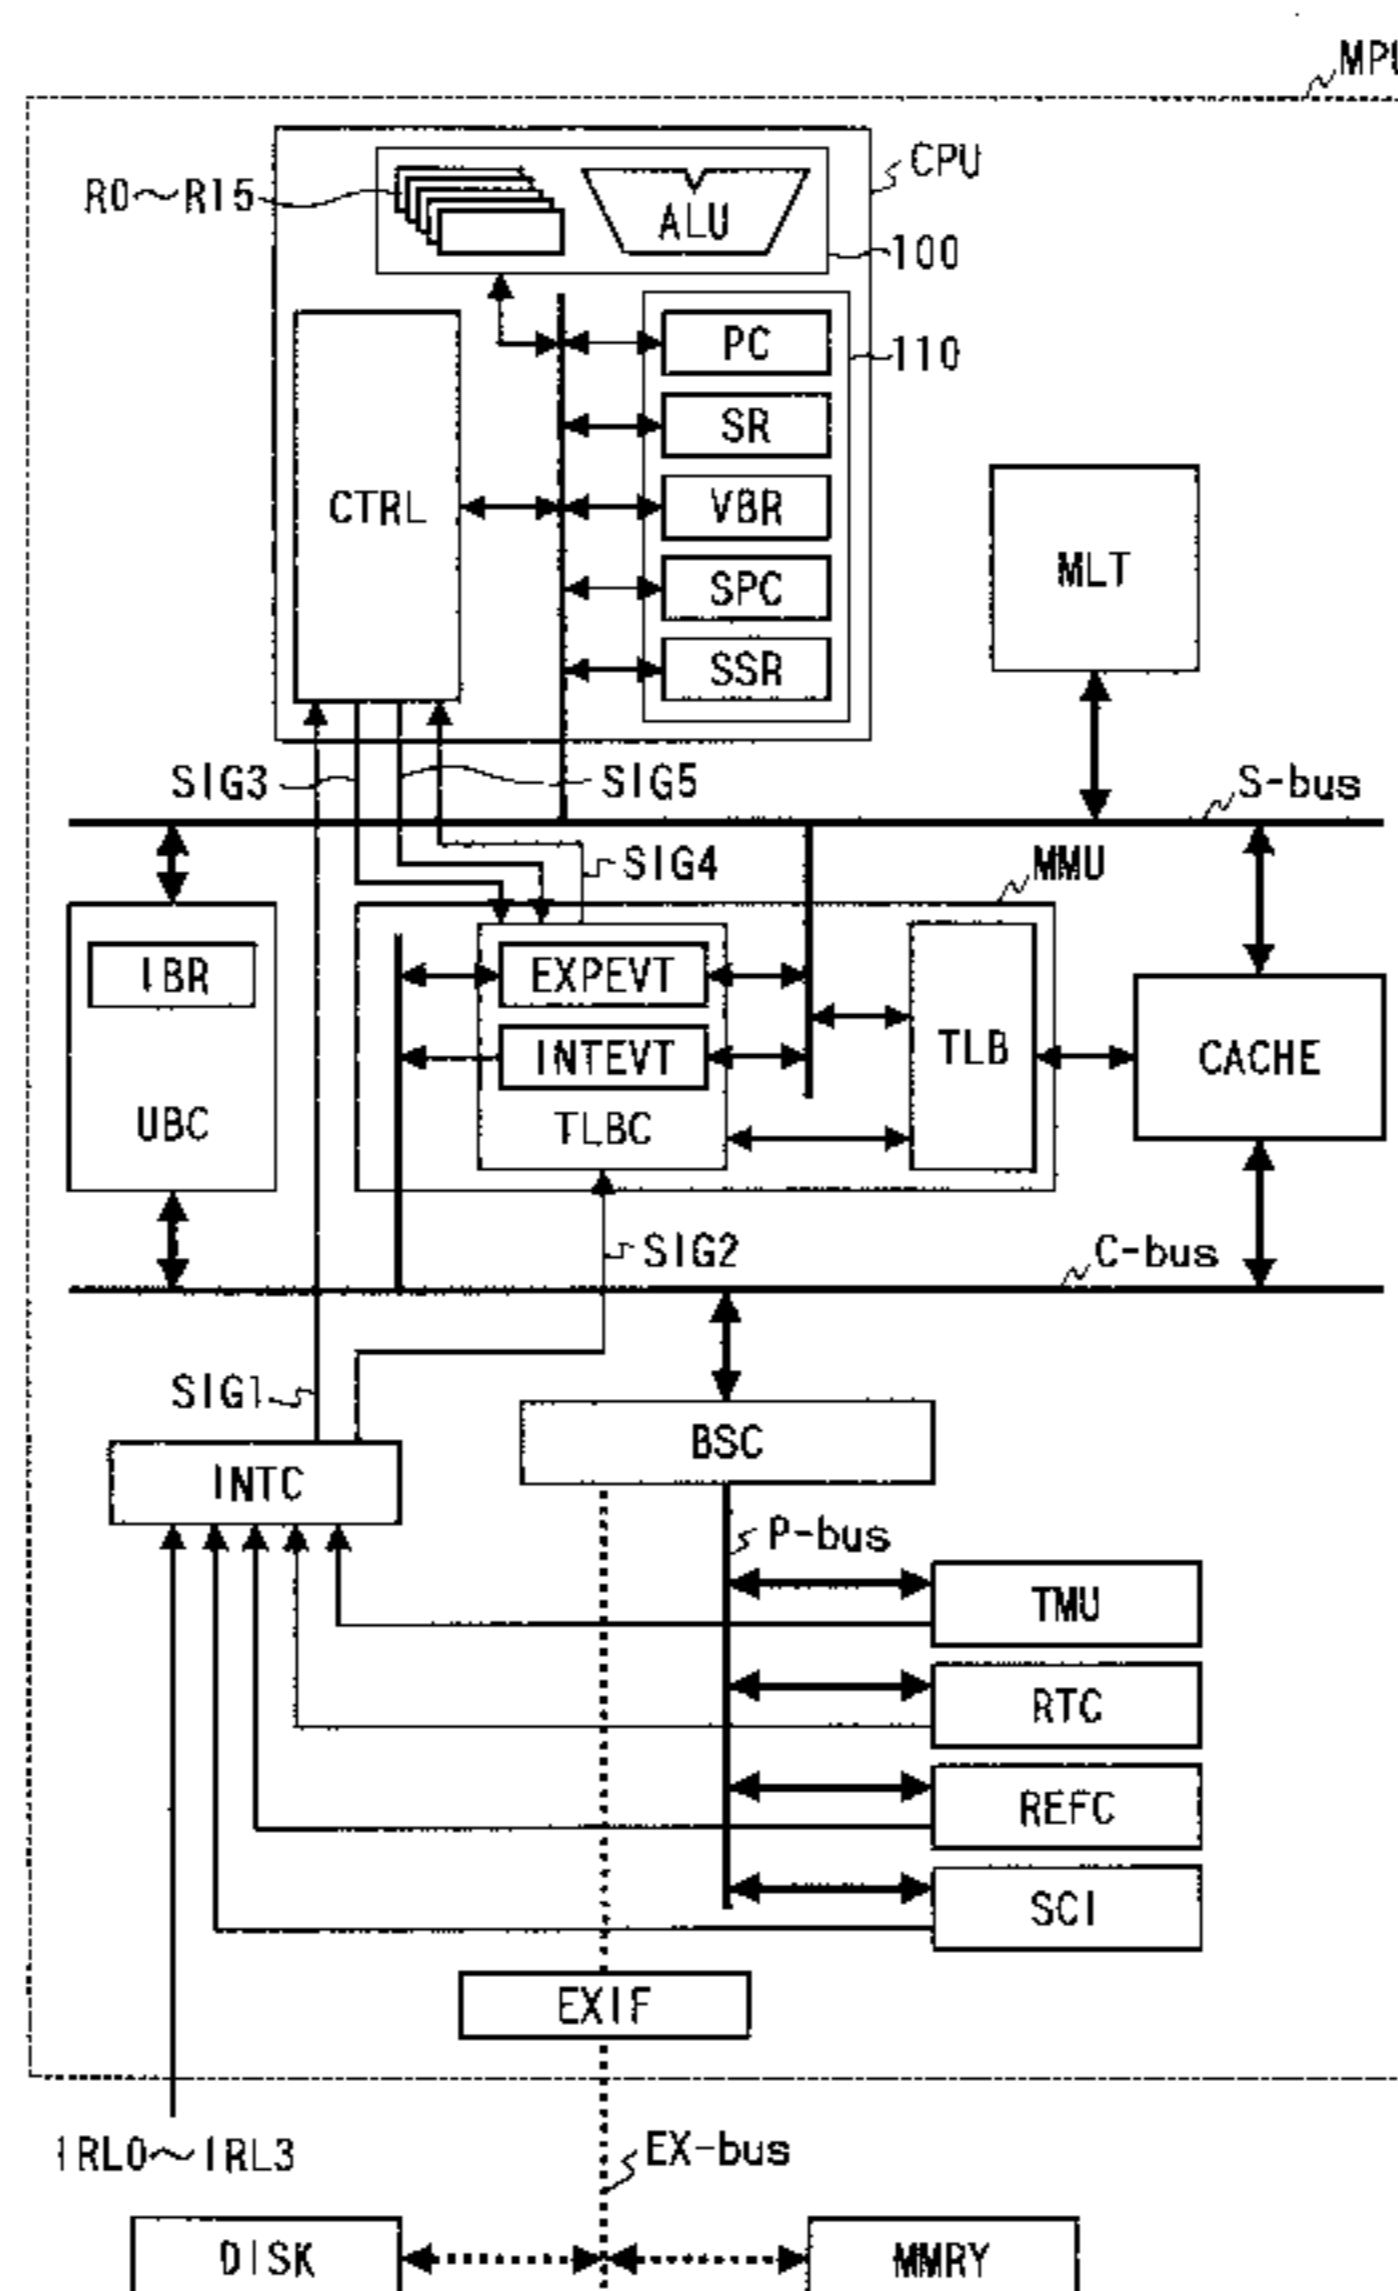 MPU
CPU
R0～R15
ALU
100
PC
110
SR
CTRL
VBR
MLT
SPC
SSR
SIG3
SIG5
S-bus
SIG4
MMU
IBR
EXPEVT
INTEVT
TLB
CACHE
UBC
TLBC
SIG2
C-bus
SIG1
BSC
INTC
P-bus
TMU
RTC
REFC
SCI
EXIF
IRL0～IRL3
EX-bus
DISK
MMRY